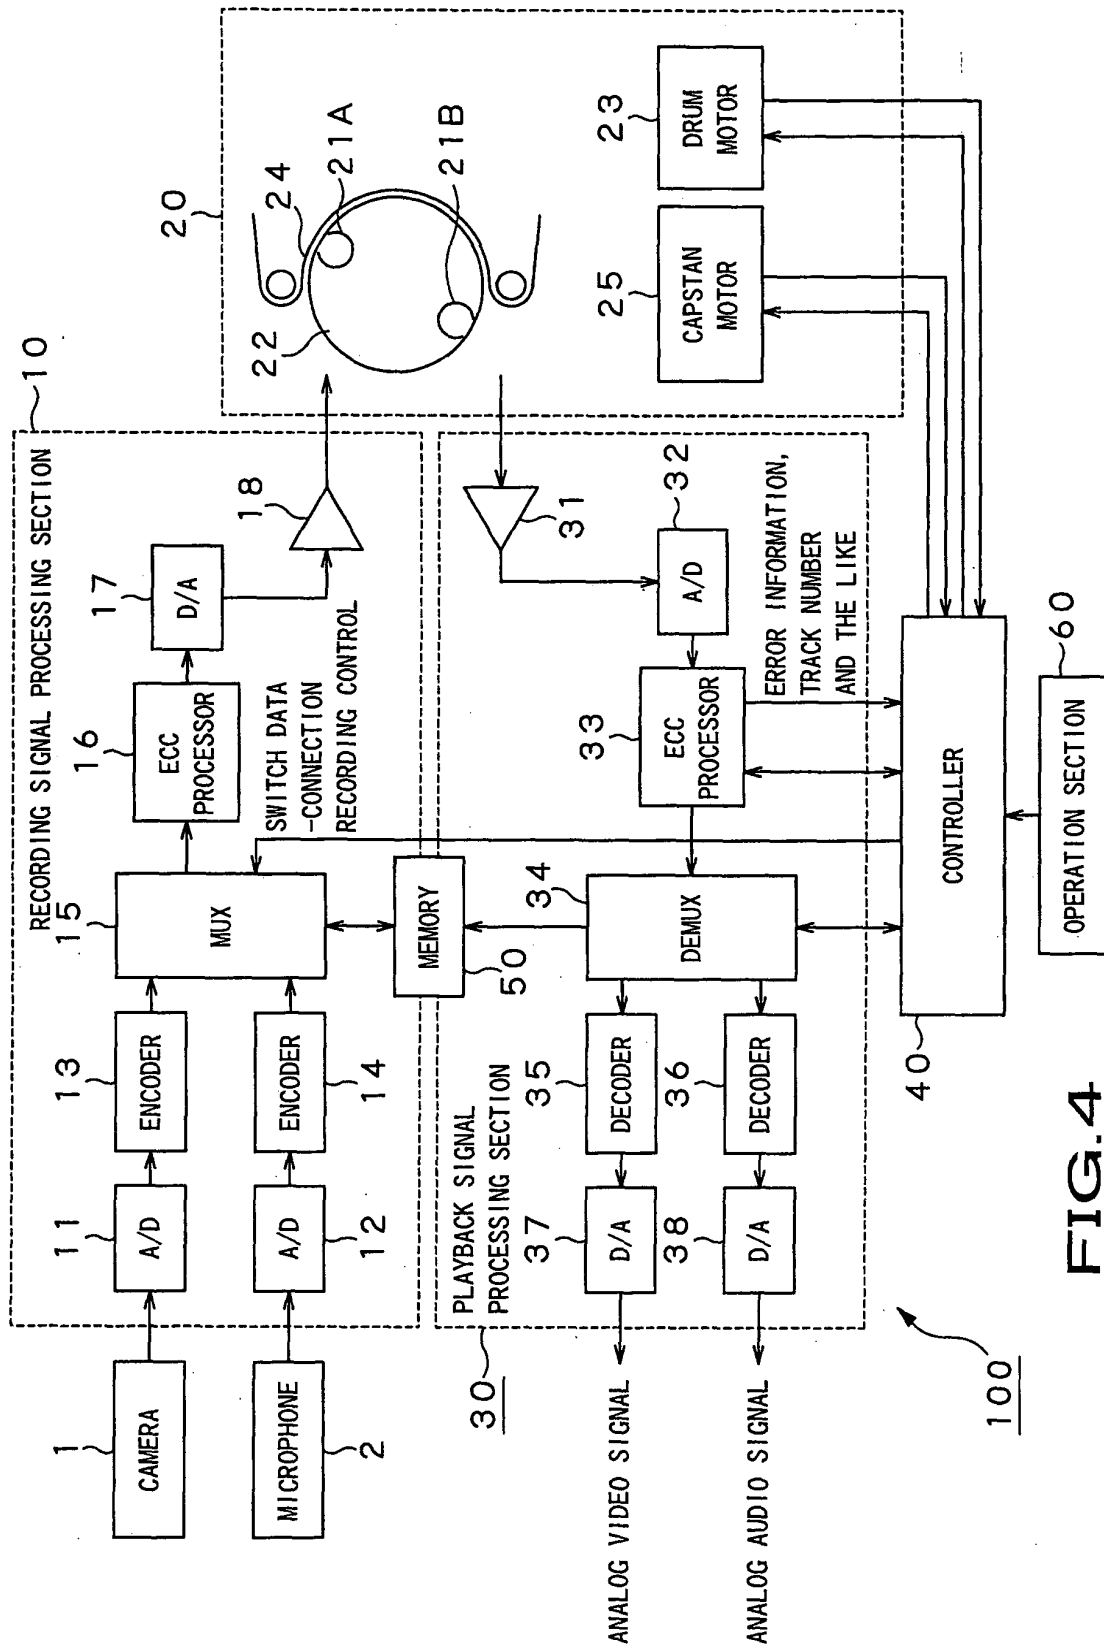 RECORDING SIGNAL PROCESSING SECTION
10
1
CAMERA
MICROPHONE
2
11
A/D
A/D
12
13
ENCODER
ENCODER
14
15
MUX
16
ECC
PROCESSOR
17
D/A
18
SWITCH DATA
-CONNECTION
RECORDING CONTROL
20
22
24
21A
21B
25
CAPSTAN
MOTOR
23
DRUM
MOTOR
MEMORY
50
PLAYBACK SIGNAL
PROCESSING SECTION
30
31
32
A/D
33
ECC
PROCESSOR
ERROR INFORMATION,
TRACK NUMBER
AND THE LIKE
34
DEMUX
35
DECODER
36
DECODER
37
D/A
38
D/A
ANALOG VIDEO SIGNAL
ANALOG AUDIO SIGNAL
CONTROLLER
40
OPERATION SECTION
60
100
FIG.4